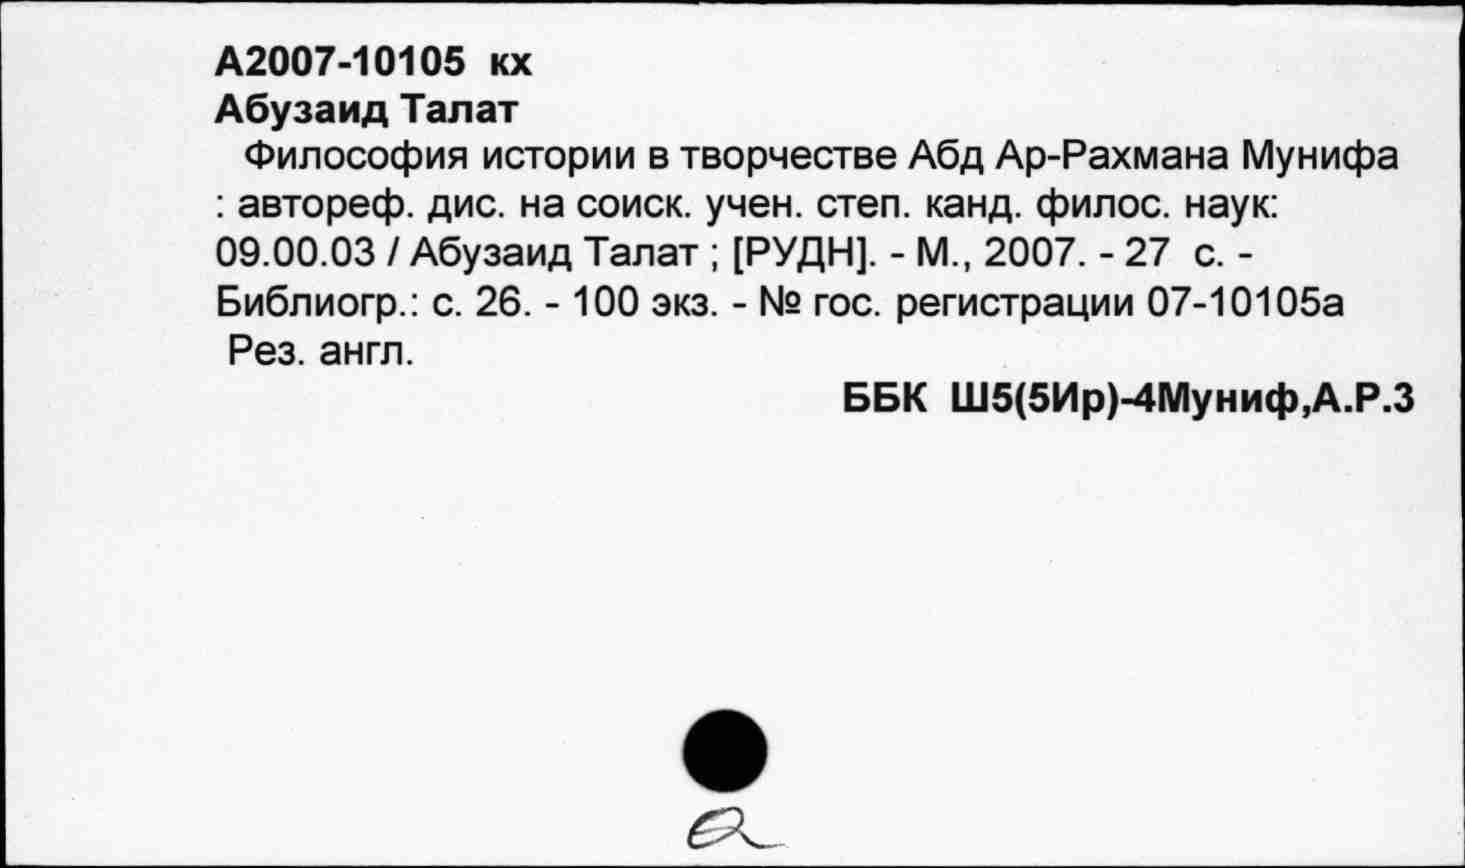 А2007-10105 кх
Абузаид Талат
Философия истории в творчестве Абд Ар-Рахмана Мунифа
: автореф. дис. на соиск. учен. степ. канд. филос. наук:
09.00.03 / Абузаид Талат ; [РУДН]. - М., 2007. - 27 с. -
Библиогр.: с. 26. - 100 экз. - № гос. регистрации 07-10105а
Рез. англ.
ББК Ш5(5Ир)-4Муниф,А.Р.3